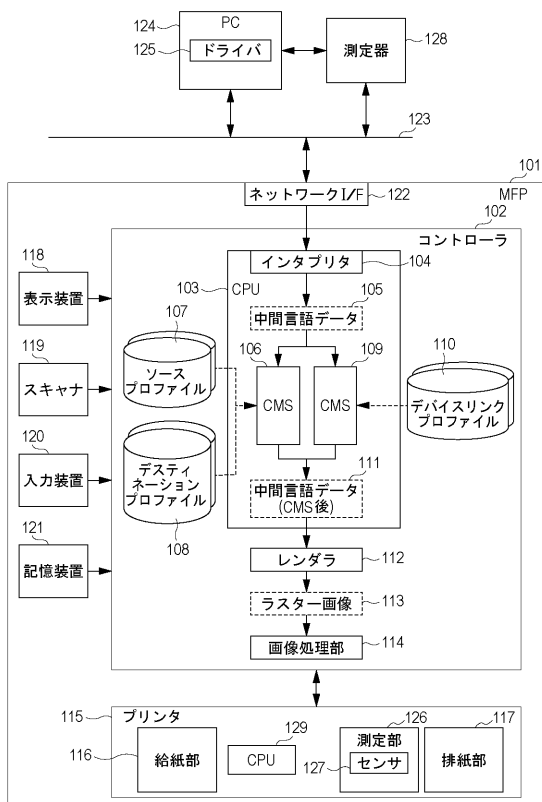 124
PC
125
ドライバ
測定器
128
123
101
MFP
ネットワークI/F
122
102
コントローラ
118
表示装置
103
CPU
インタプリタ
104
105
中間言語データ
107
ソース
プロファイル
106
CMS
109
CMS
110
デバイスリンク
プロファイル
119
スキャナ
120
入力装置
デスティ
ネーション
プロファイル
108
111
中間言語データ
(CMS後)
121
記憶装置
レンダラ
112
ラスター画像
113
画像処理部
114
115
プリンタ
116
給紙部
129
CPU
126
測定部
127
センサ
117
排紙部